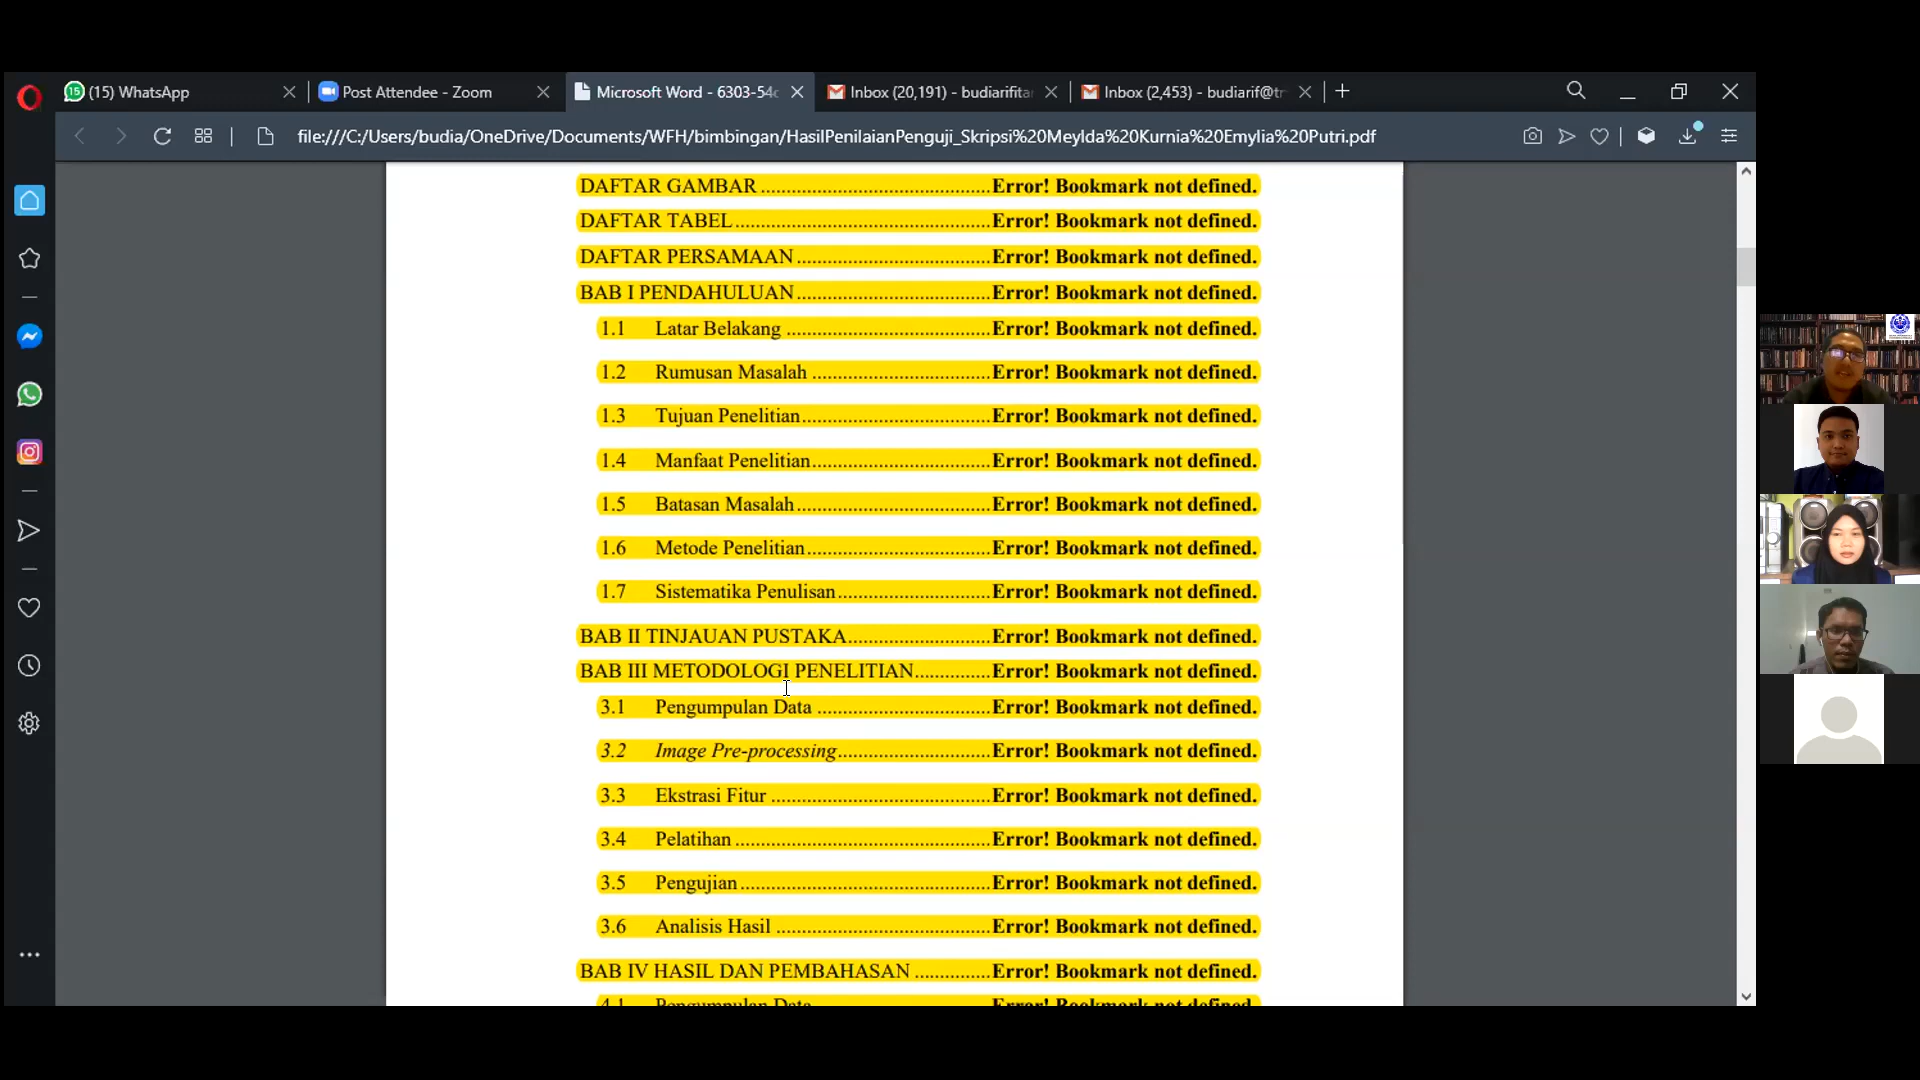 (15) WhatsApp
Post Attendee - Zoom
Microsoft Word - 6303-54
Inbox (20,191) - budiarifita
Inbox (2,453) - budiarif@tr
file:///C:/Users/budia/OneDrive/Documents/WFH/bimbingan/HasilPenilaianPenguji_Skripsi%20Meylda%20Kurnia%20Emylia%20Putri.pdf
DAFTAR GAMBAR ........................................Error! Bookmark not defined.
DAFTAR TABEL .............................................Error! Bookmark not defined.
DAFTAR PERSAMAAN ..................................Error! Bookmark not defined.
BAB I PENDAHULUAN ..................................Error! Bookmark not defined.
1.1 Latar Belakang ....................................Error! Bookmark not defined.
1.2 Rumusan Masalah ...............................Error! Bookmark not defined.
1.3 Tujuan Penelitian.................................Error! Bookmark not defined.
1.4 Manfaat Penelitian...............................Error! Bookmark not defined.
1.5 Batasan Masalah..................................Error! Bookmark not defined.
1.6 Metode Penelitian................................Error! Bookmark not defined.
1.7 Sistematika Penulisan...........................Error! Bookmark not defined.
BAB II TINJAUAN PUSTAKA.........................Error! Bookmark not defined.
BAB III METODOLOGI PENELITIAN.............Error! Bookmark not defined.
3.1 Pengumpulan Data ..............................Error! Bookmark not defined.
3.2 Image Pre-processing...........................Error! Bookmark not defined.
3.3 Ekstrasi Fitur ......................................Error! Bookmark not defined.
3.4 Pelatihan ............................................Error! Bookmark not defined.
3.5 Pengujian ...........................................Error! Bookmark not defined.
3.6 Analisis Hasil .....................................Error! Bookmark not defined.
BAB IV HASIL DAN PEMBAHASAN .............Error! Bookmark not defined.
4.1 Pengumpulan Data ..............................Error! Bookmark not defined.